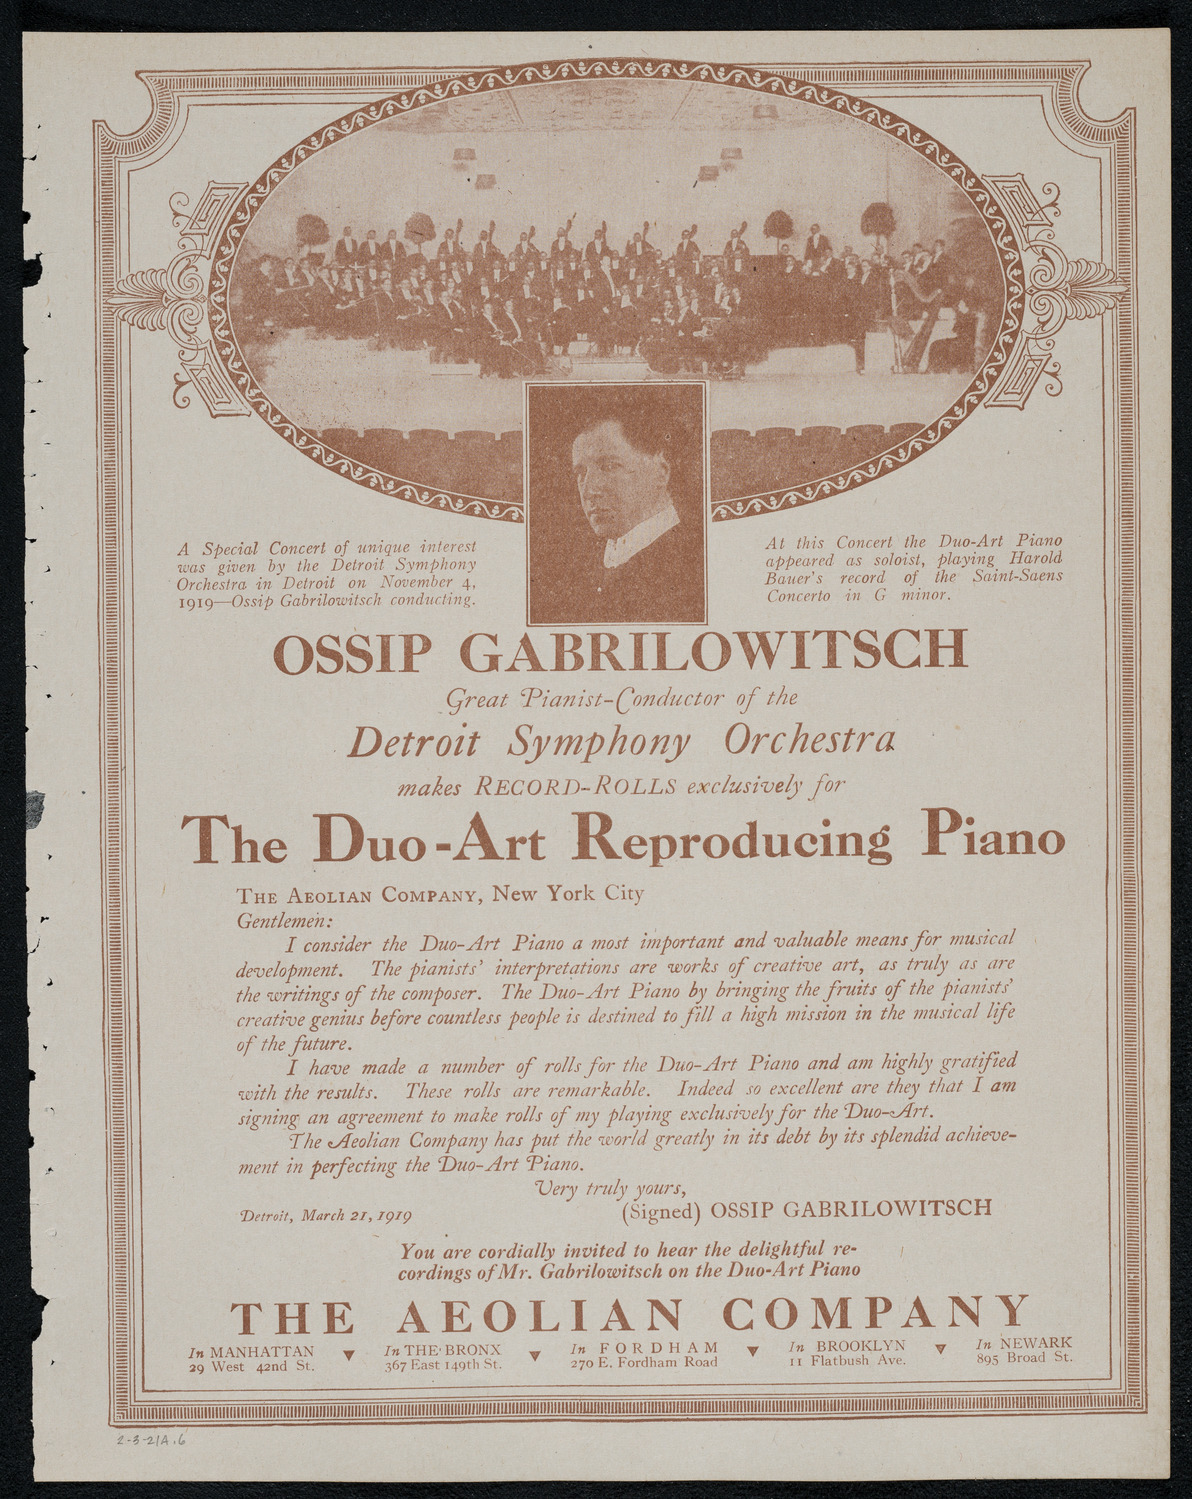 A Special Concert of unique interest
was given by the Detroit Symphony
Orchestra in Detroit on November 4,
1919—Ossip Gabrilowitsch conducting.
At this Concert the Duo-Art Piano
appeared as soloist, playing Harold
Bauer's record of the Saint-Saens
Concerto in G minor.
OSSIP GABRILOWITSCH
Great Pianist-Conductor of the
Detroit Symphony Orchestra
makes RECORD-ROLLS exclusively for
The Duo-Art Reproducing Piano
THE AEOLIAN COMPANY, New York City
Gentlemen:
I consider the Duo-Art Piano a most important and valuable means for musical
development. The pianists' interpretations are works of creative art, as truly as are
the writings of the composer. The Duo-Art Piano by bringing the fruits of the pianists'
creative genius before countless people is destined to fill a high mission in the musical life
of the future.
I have made a number of rolls for the Duo-Art Piano and am highly gratified
with the results. These rolls are remarkable. Indeed so excellent are they that I am
signing an agreement to make rolls of my playing exclusively for the Duo-Art.
The Aeolian Company has put the world greatly in its debt by its splendid achieve-
ment in perfecting the Duo-Art Piano.
Very truly yours,
Detroit, March 21, 1919 (Signed) OSSIP GABRILOWITSCH
You are cordially invited to hear the delightful re-
cordings of Mr. Gabrilowitsch on the Duo-Art Piano
THE AEOLIAN COMPANY
In MANHATTAN
29 West 42nd St.
In THE BRONX
367 East 149th St.
In FORDHAM
270 E. Fordham Road
In BROOKLYN
11 Flatbush Ave.
In NEWARK
895 Broad St.
2-3-21A.6